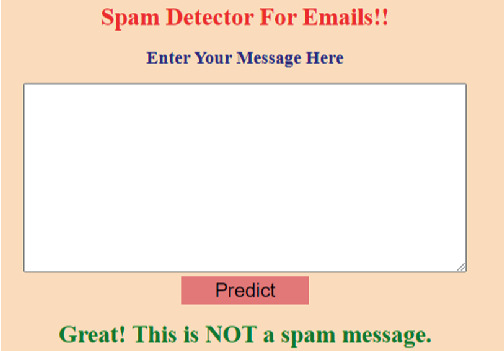 Spam Detector For Emails!!
Enter Your Message Here
Predict
Great! This is NOT a spam message.